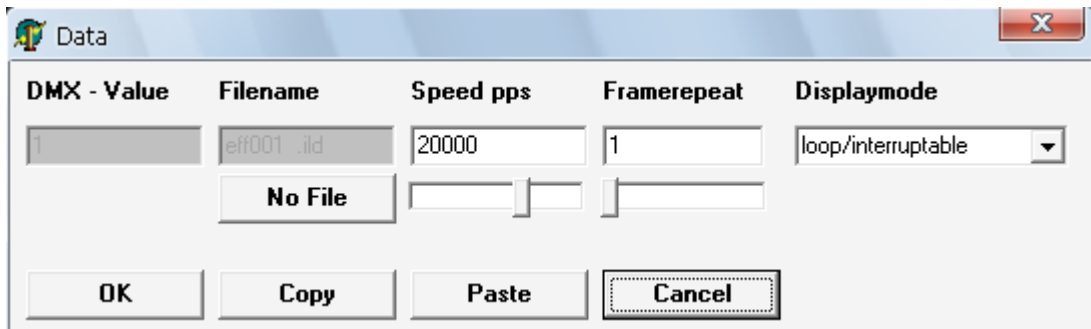 Data
DMX - Value Filename Speed pps Framerepeat Displaymode
1 eff001 .ild 20000 1 loop/interruptable
No File
OK Copy Paste Cancel